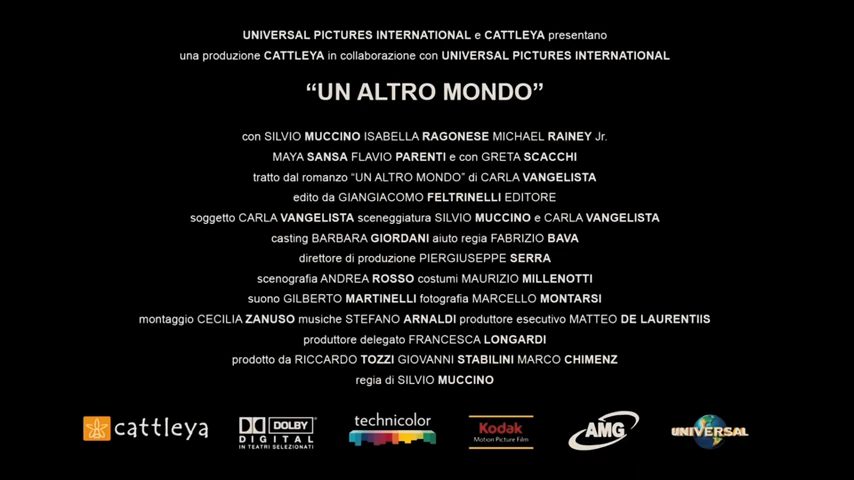 UNIVERSAL PICTURES INTERNATIONAL e CATTLEYA presentano
una produzione CATTLEYA in collaborazione con UNIVERSAL PICTURES INTERNATIONAL
“UN ALTRO MONDO”
con SILVIO MUCCINO ISABELLA RAGONESE MICHAEL RAINEY Jr.
MAYA SANSA FLAVIO PARENTI e con GRETA SCACCHI
tratto dal romanzo “UN ALTRO MONDO” di CARLA VANGELISTA
edito da GIANGIACOMO FELTRINELLI EDITORE
soggetto CARLA VANGELISTA sceneggiatura SILVIO MUCCINO e CARLA VANGELISTA
casting BARBARA GIORDANI aiuto regia FABRIZIO BAVA
direttore di produzione PIERGIUSEPPE SERRA
scenografia ANDREA ROSSO costumi MAURIZIO MILLENOTTI
suono GILBERTO MARTINELLI fotografia MARCELLO MONTARSI
montaggio CECILIA ZANUSO musiche STEFANO ARNALDI produttore esecutivo MATTEO DE LAURENTIIS
produttore delegato FRANCESCA LONGARDI
prodotto da RICCARDO TOZZI GIOVANNI STABILINI MARCO CHIMENZ
regia di SILVIO MUCCINO
cattleya
DOLBY
DIGITAL
IN TEATRI SELEZIONATI
technicolor
Kodak
Motion Picture Film
AMG
UNIVERSAL